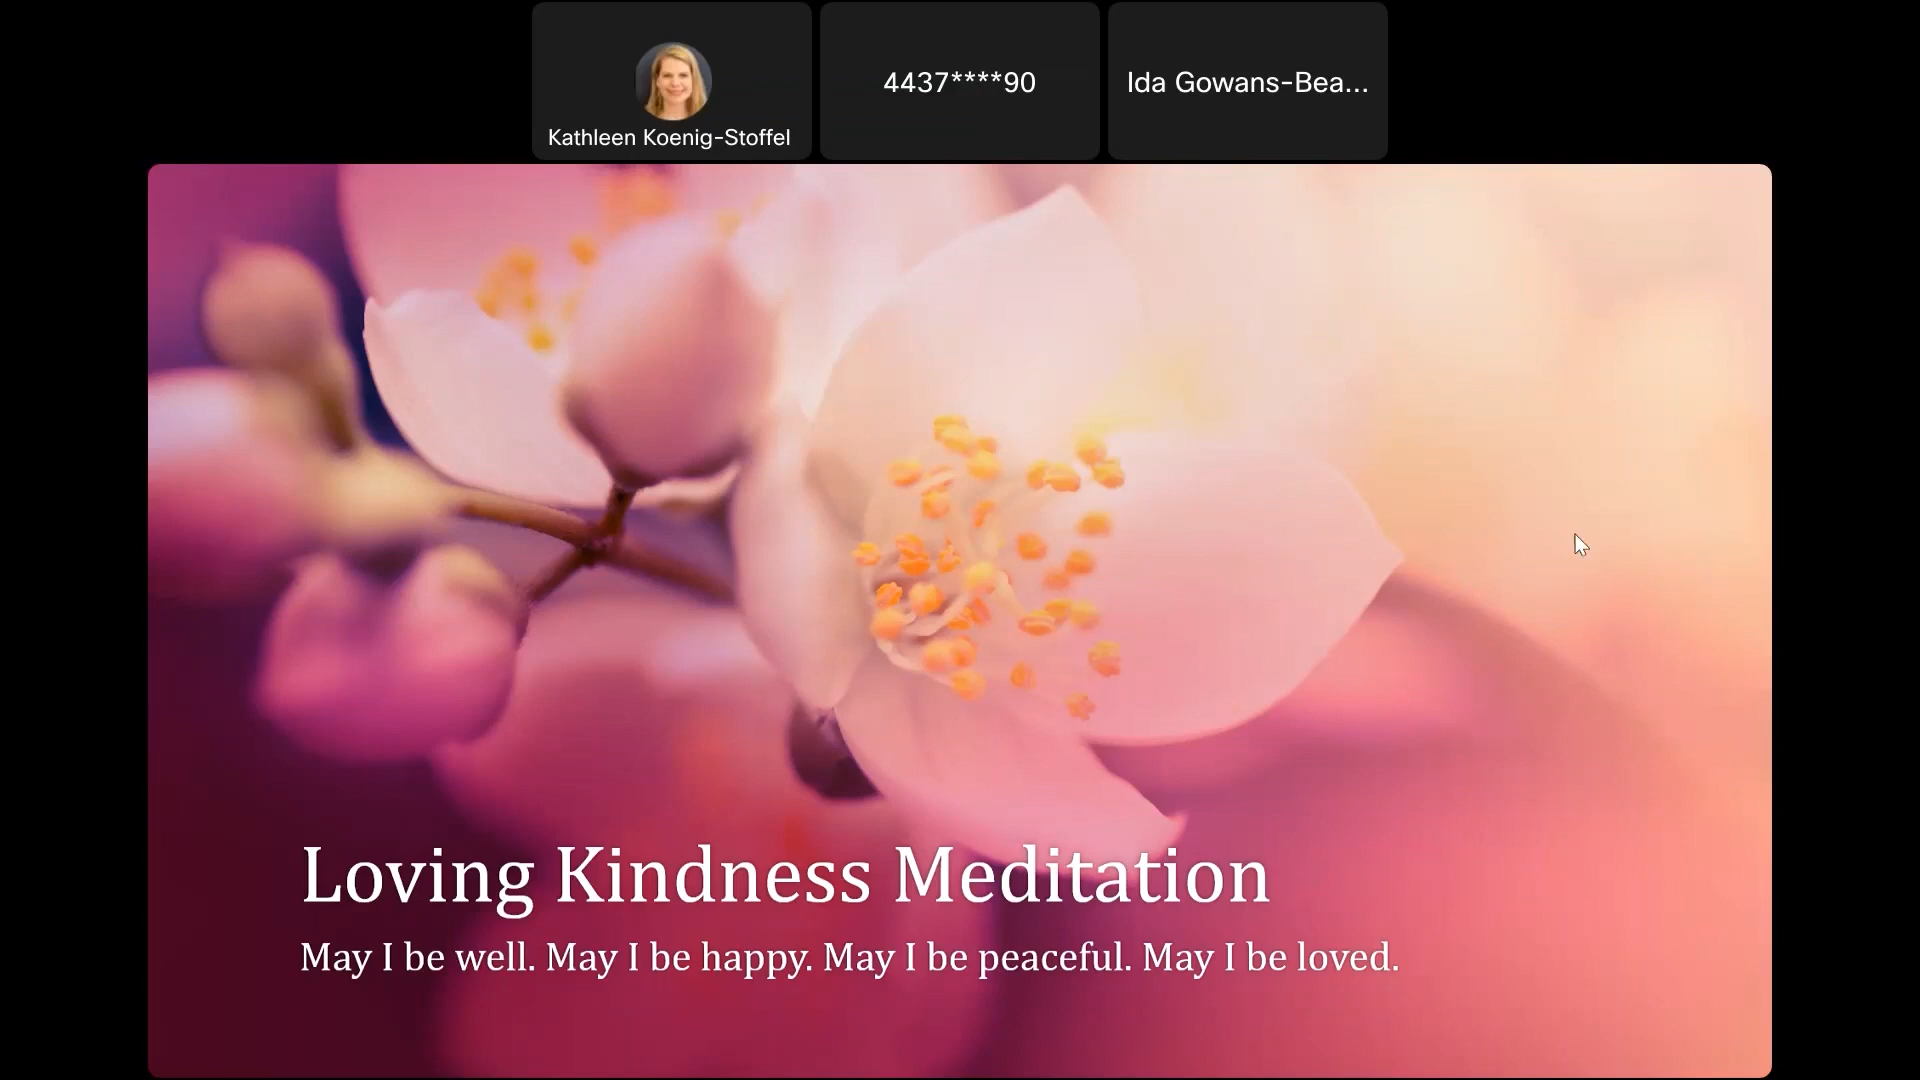 Kathleen Koenig-Stoffel
4437****90
Ida Gowans-Bea...
Loving Kindness Meditation
May I be well. May I be happy. May I be peaceful. May I be loved.